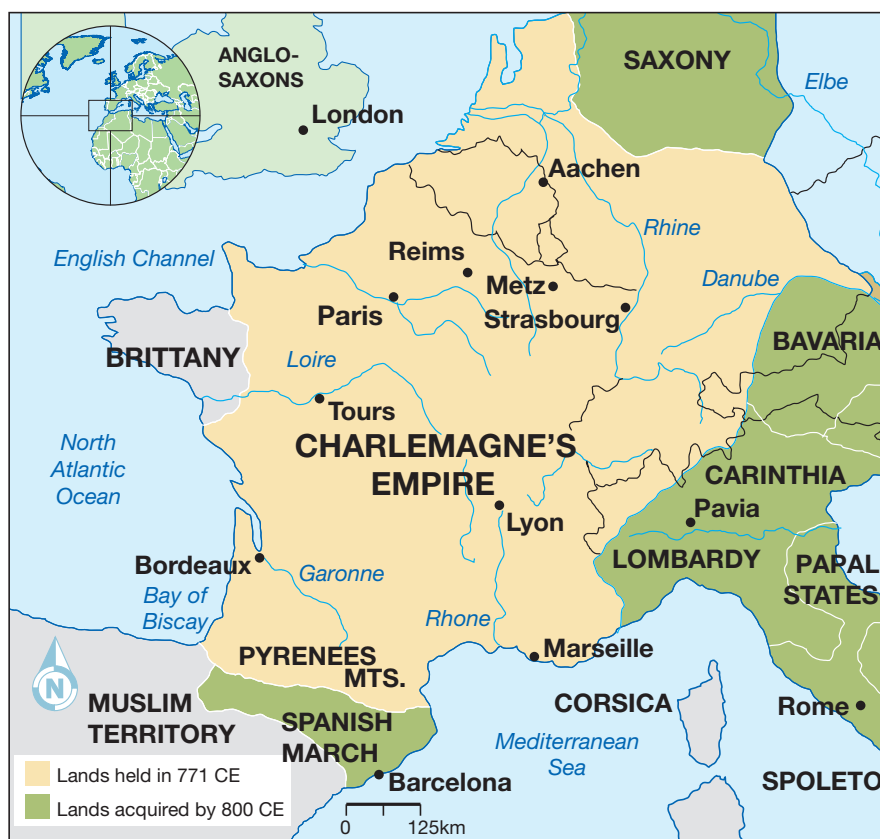 ANGLO-
SAXONS
London
SAXONY
Elbe
Aachen
Rhine
English Channel
Reims
Metz
Danube
Paris
Strasbourg
BRITTANY
Loire
BAVARIA
Tours
North
Atlantic
Ocean
CHARLEMAGNE'S
EMPIRE
CARINTHIA
Pavia
Lyon
Bordeaux
Garonne
LOMBARDY
PAPAL
STATES
Bay of
Biscay
Rhone
PYRENEES
MTS.
Marseille
N
MUSLIM
TERRITORY
SPANISH
MARCH
CORSICA
Rome
Mediterranean
Sea
Lands held in 771 CE
Barcelona
SPOLETO
Lands acquired by 800 CE
0 125km